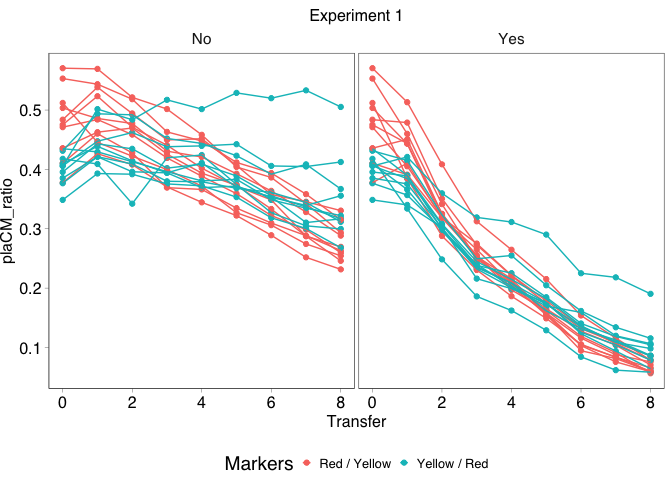 Experiment 1
No Yes
plaCM_ratio
0.5
0.4
0.3
0.2
0.1
0 2 4 6 8 0 2 4 6 8
Transfer
Markers Red / Yellow Yellow / Red